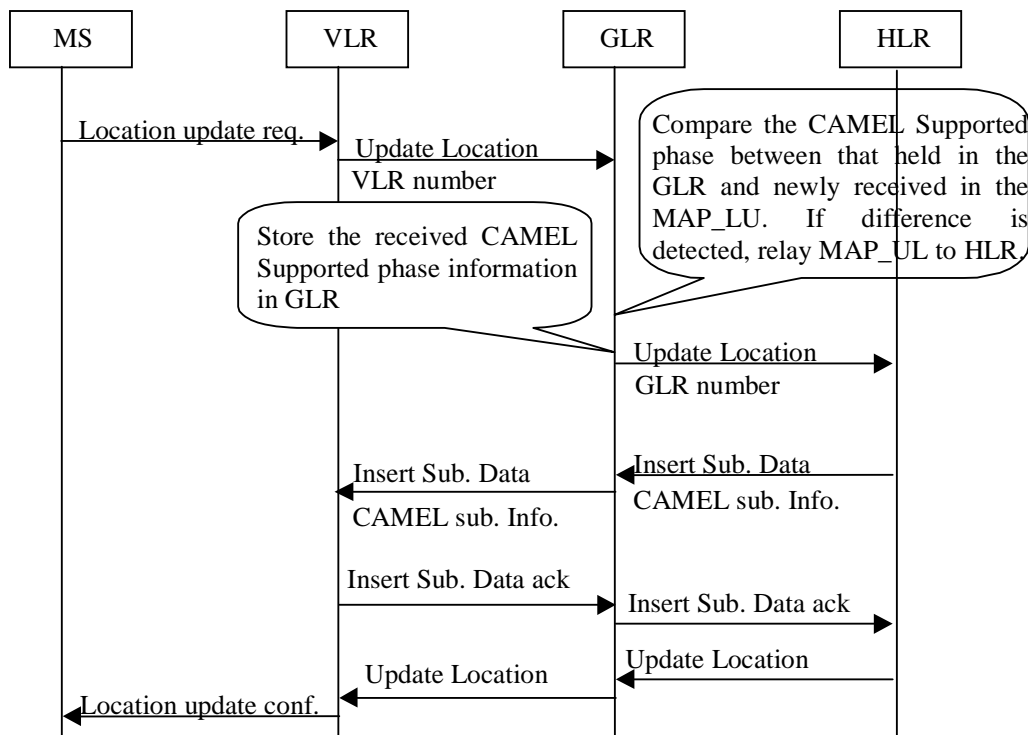 MS
VLR
GLR
HLR
Location update req.
Update Location
VLR number
Compare the CAMEL Supported
phase between that held in the
GLR and newly received in the
MAP_LU. If difference is
detected, relay MAP_UL to HLR.
Store the received CAMEL
Supported phase information
in GLR
Update Location
GLR number
Insert Sub. Data
CAMEL sub. Info.
Insert Sub. Data
CAMEL sub. Info.
Insert Sub. Data ack
Insert Sub. Data ack
Update Location
Update Location
Location update conf.